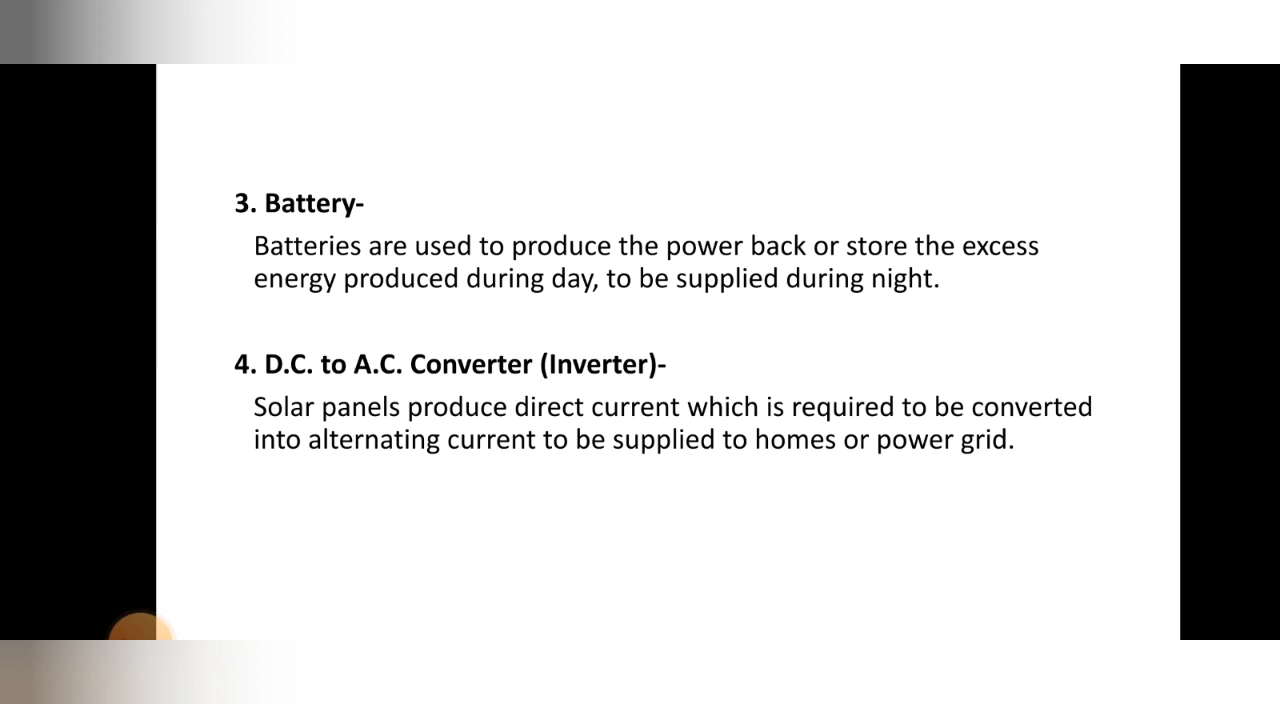 3. Battery-
Batteries are used to produce the power back or store the excess
energy produced during day, to be supplied during night.
4. D.C. to A.C. Converter (Inverter)-
Solar panels produce direct current which is required to be converted
into alternating current to be supplied to homes or power grid.